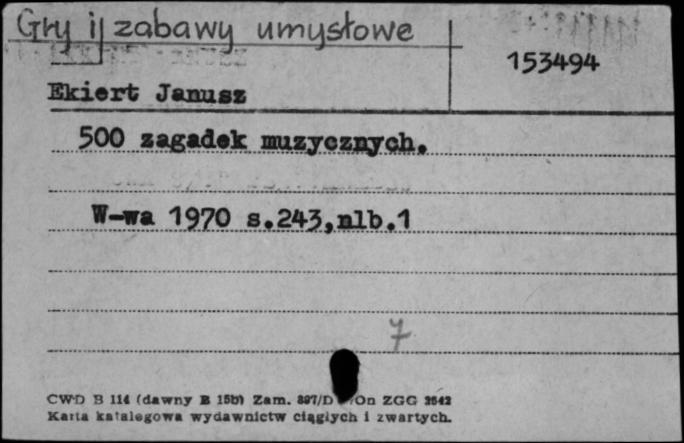 Gry i zabawy umysłowe
153494
Ekiert Janusz
500 zagadek muzycznych.
W-wa 1970 s.243,nlb.1
7
CWD B 114 (dawny B 15b) Zam. 897/D /On ZGG 2542
Karta katalogowa wydawnictw ciągłych i zwartych.